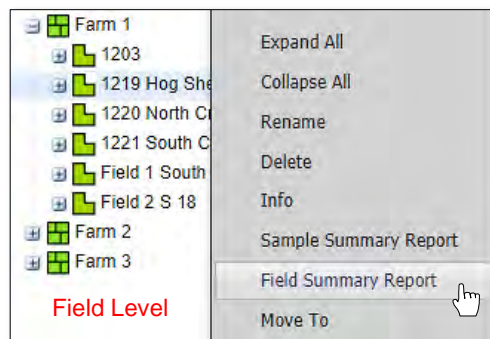 Farm 1
1203
1219 Hog She
1220 North
1221 South C
Field 1 South
Field 2 S 18
Farm 2
Farm 3
Field Level
Expand All
Collapse All
Rename
Delete
Info
Sample Summary Report
Field Summary Report
Move To